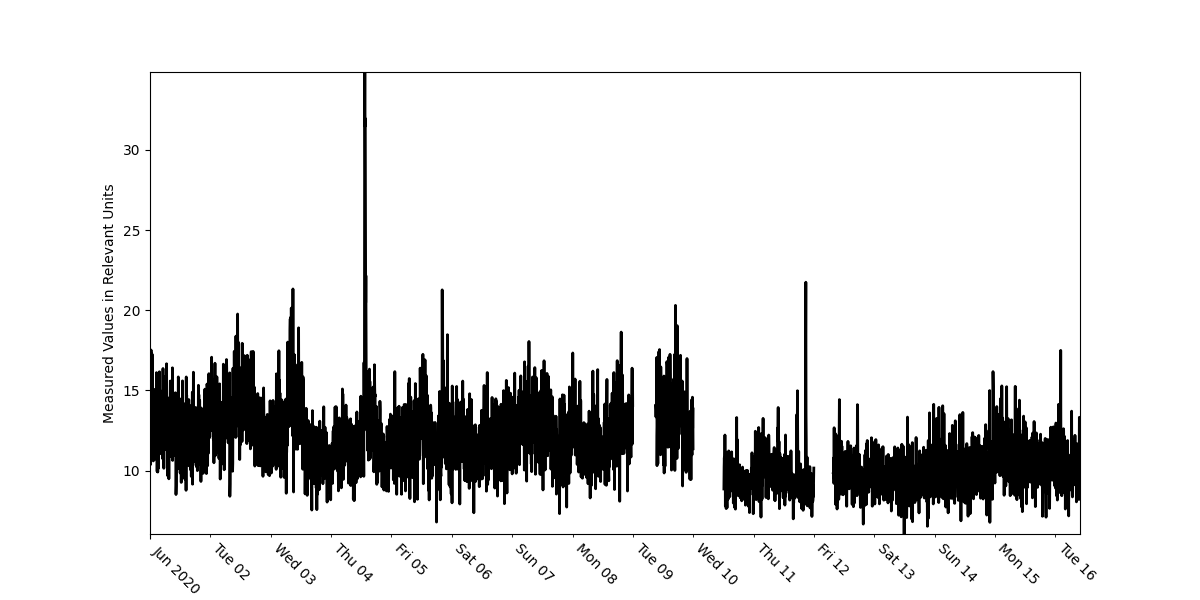 30
25
20
15
10
Measured Values in Relevant Units
Jun 2020
Tue 02
Wed 03
Thu 04
Fri 05
Sat 06
Sun 07
Mon 08
Tue 09
Wed 10
Thu 11
Fri 12
Sat 13
Sun 14
Mon 15
Tue 16